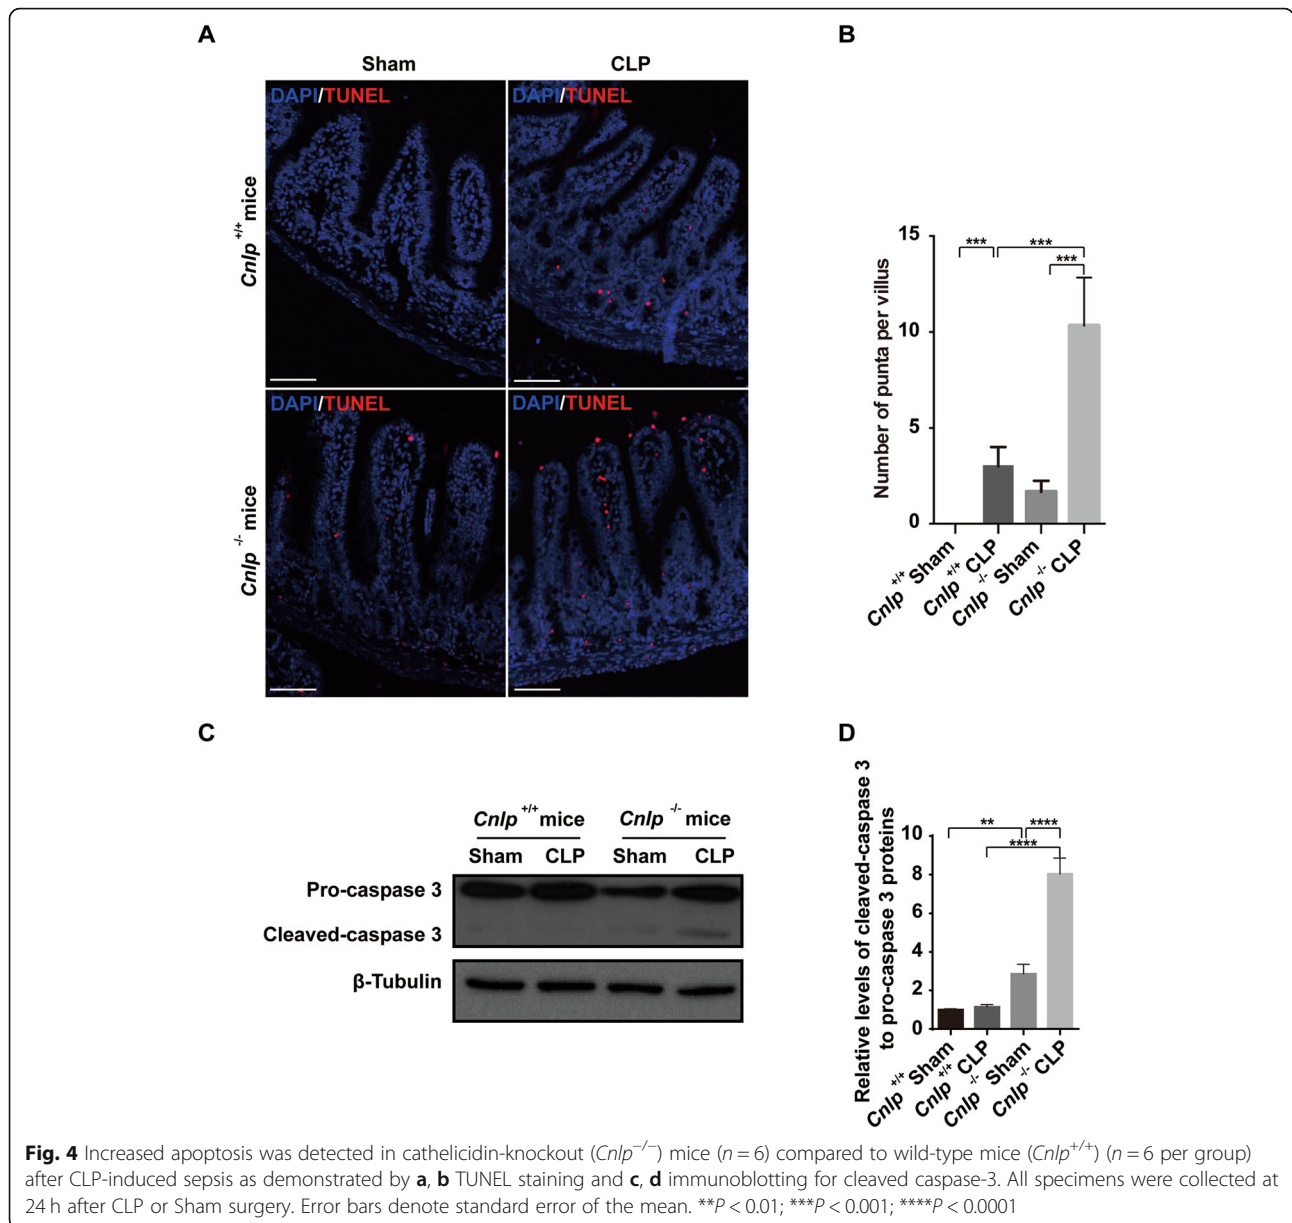 A
Sham
CLP
DAPI/TUNEL
DAPI/TUNEL
Cnlp +/+ mice
DAPI/TUNEL
DAPI/TUNEL
Cnlp -/- mice
B
Number of punta per villus
15
10
5
0
***
***
***
Cnlp +/+ Sham
Cnlp +/+ CLP
Cnlp -/- Sham
Cnlp -/- CLP
C
Cnlp +/+ mice
Cnlp -/- mice
Sham
CLP
Sham
CLP
Pro-caspase 3
Cleaved-caspase 3
β-Tubulin
D
Relative levels of cleaved-caspase 3
to pro-caspase 3 proteins
10
8
6
4
2
0
**
****
****
Cnlp +/+ Sham
Cnlp +/+ CLP
Cnlp -/- Sham
Cnlp -/- CLP
Fig. 4 Increased apoptosis was detected in cathelicidin-knockout (Cnlp−/−) mice (n = 6) compared to wild-type mice (Cnlp+/+) (n = 6 per group)
after CLP-induced sepsis as demonstrated by a, b TUNEL staining and c, d immunoblotting for cleaved caspase-3. All specimens were collected at
24 h after CLP or Sham surgery. Error bars denote standard error of the mean. **P < 0.01; ***P < 0.001; ****P < 0.0001